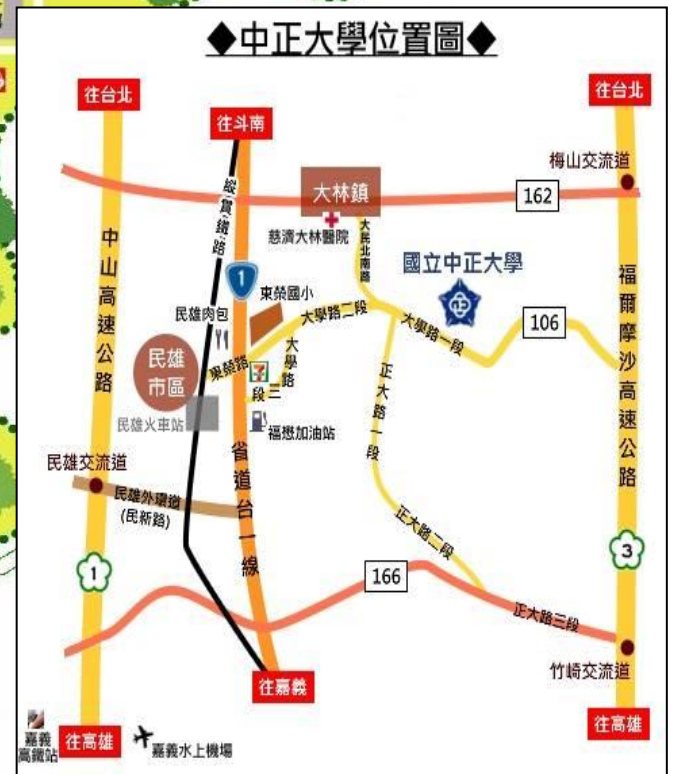 ◆中正大學位置圖◆
往台北
往台北
往斗南
梅山交流道
162
大林鎮
縱貫鐵路
慈濟大林醫院
大民北南路
國立中正大學
中山高速公路
福爾摩沙高速公路
1
東榮國小
民雄肉包
大學路二段
大學路一段
106
民雄
市區
東榮路
7
大學路
三段
正大路一段
民雄火車站
福懋加油站
省道台一線
民雄交流道
民雄外環道
(民新路)
正大路二段
1
3
166
正大路三段
竹崎交流道
往嘉義
往高雄
嘉義
高鐵站
往高雄
嘉義水上機場